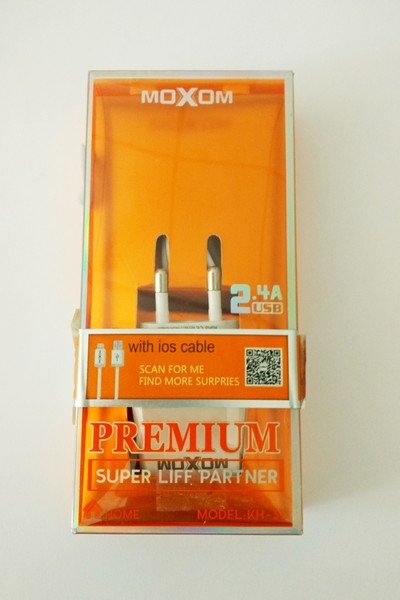 MOXOM
2.4A
USB
with ios cable
SCAN FOR ME
FIND MORE SURPRIES
PREMIUM
MOXOM
SUPER LIFF PARTNER
HOME
MODEL:KH-